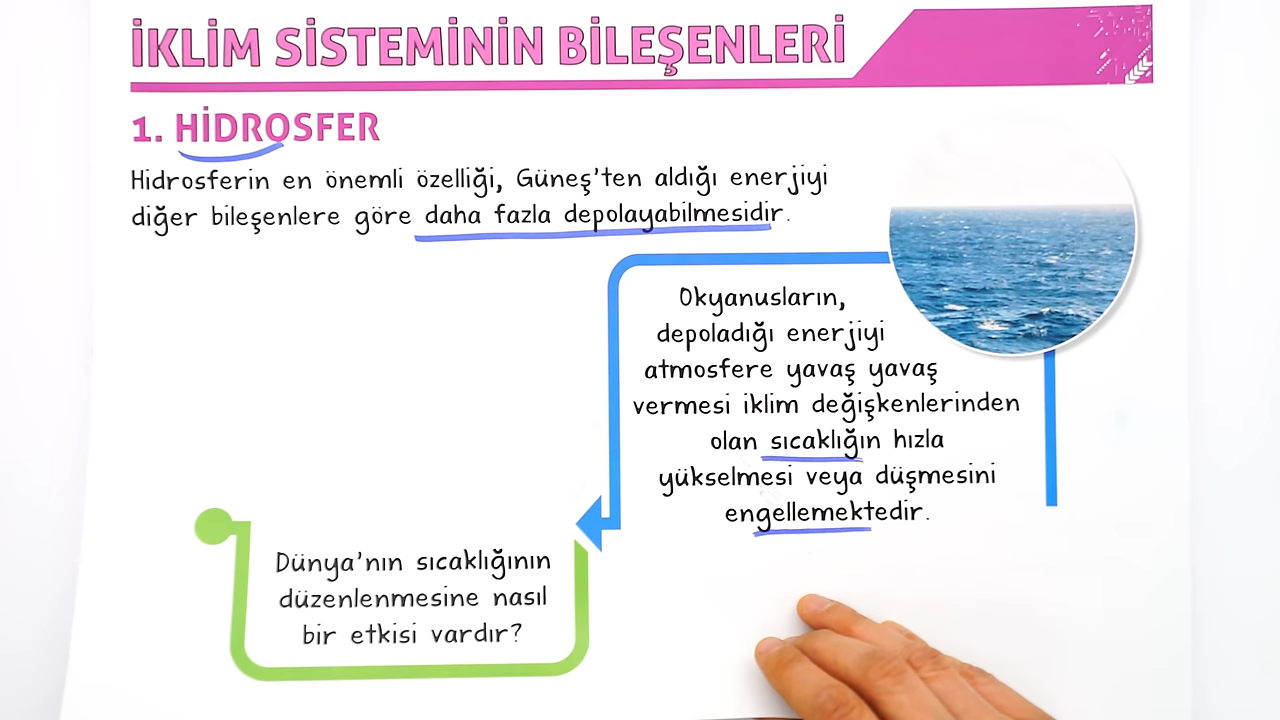 İKLİM SİSTEMİNİN BİLEŞENLERİ
1. HİDROSFER
Hidrosferin en önemli özelliği, Güneş'ten aldığı enerjiyi
diğer bileşenlere göre daha fazla depolayabilmesidir.
Okyanusların,
depoladığı enerjiyi
atmosfere yavaş yavaş
vermesi iklim değişkenlerinden
olan sıcaklığın hızla
yükselmesi veya düşmesini
engellemektedir.
Dünya'nın sıcaklığının
düzenlenmesine nasıl
bir etkisi vardır?